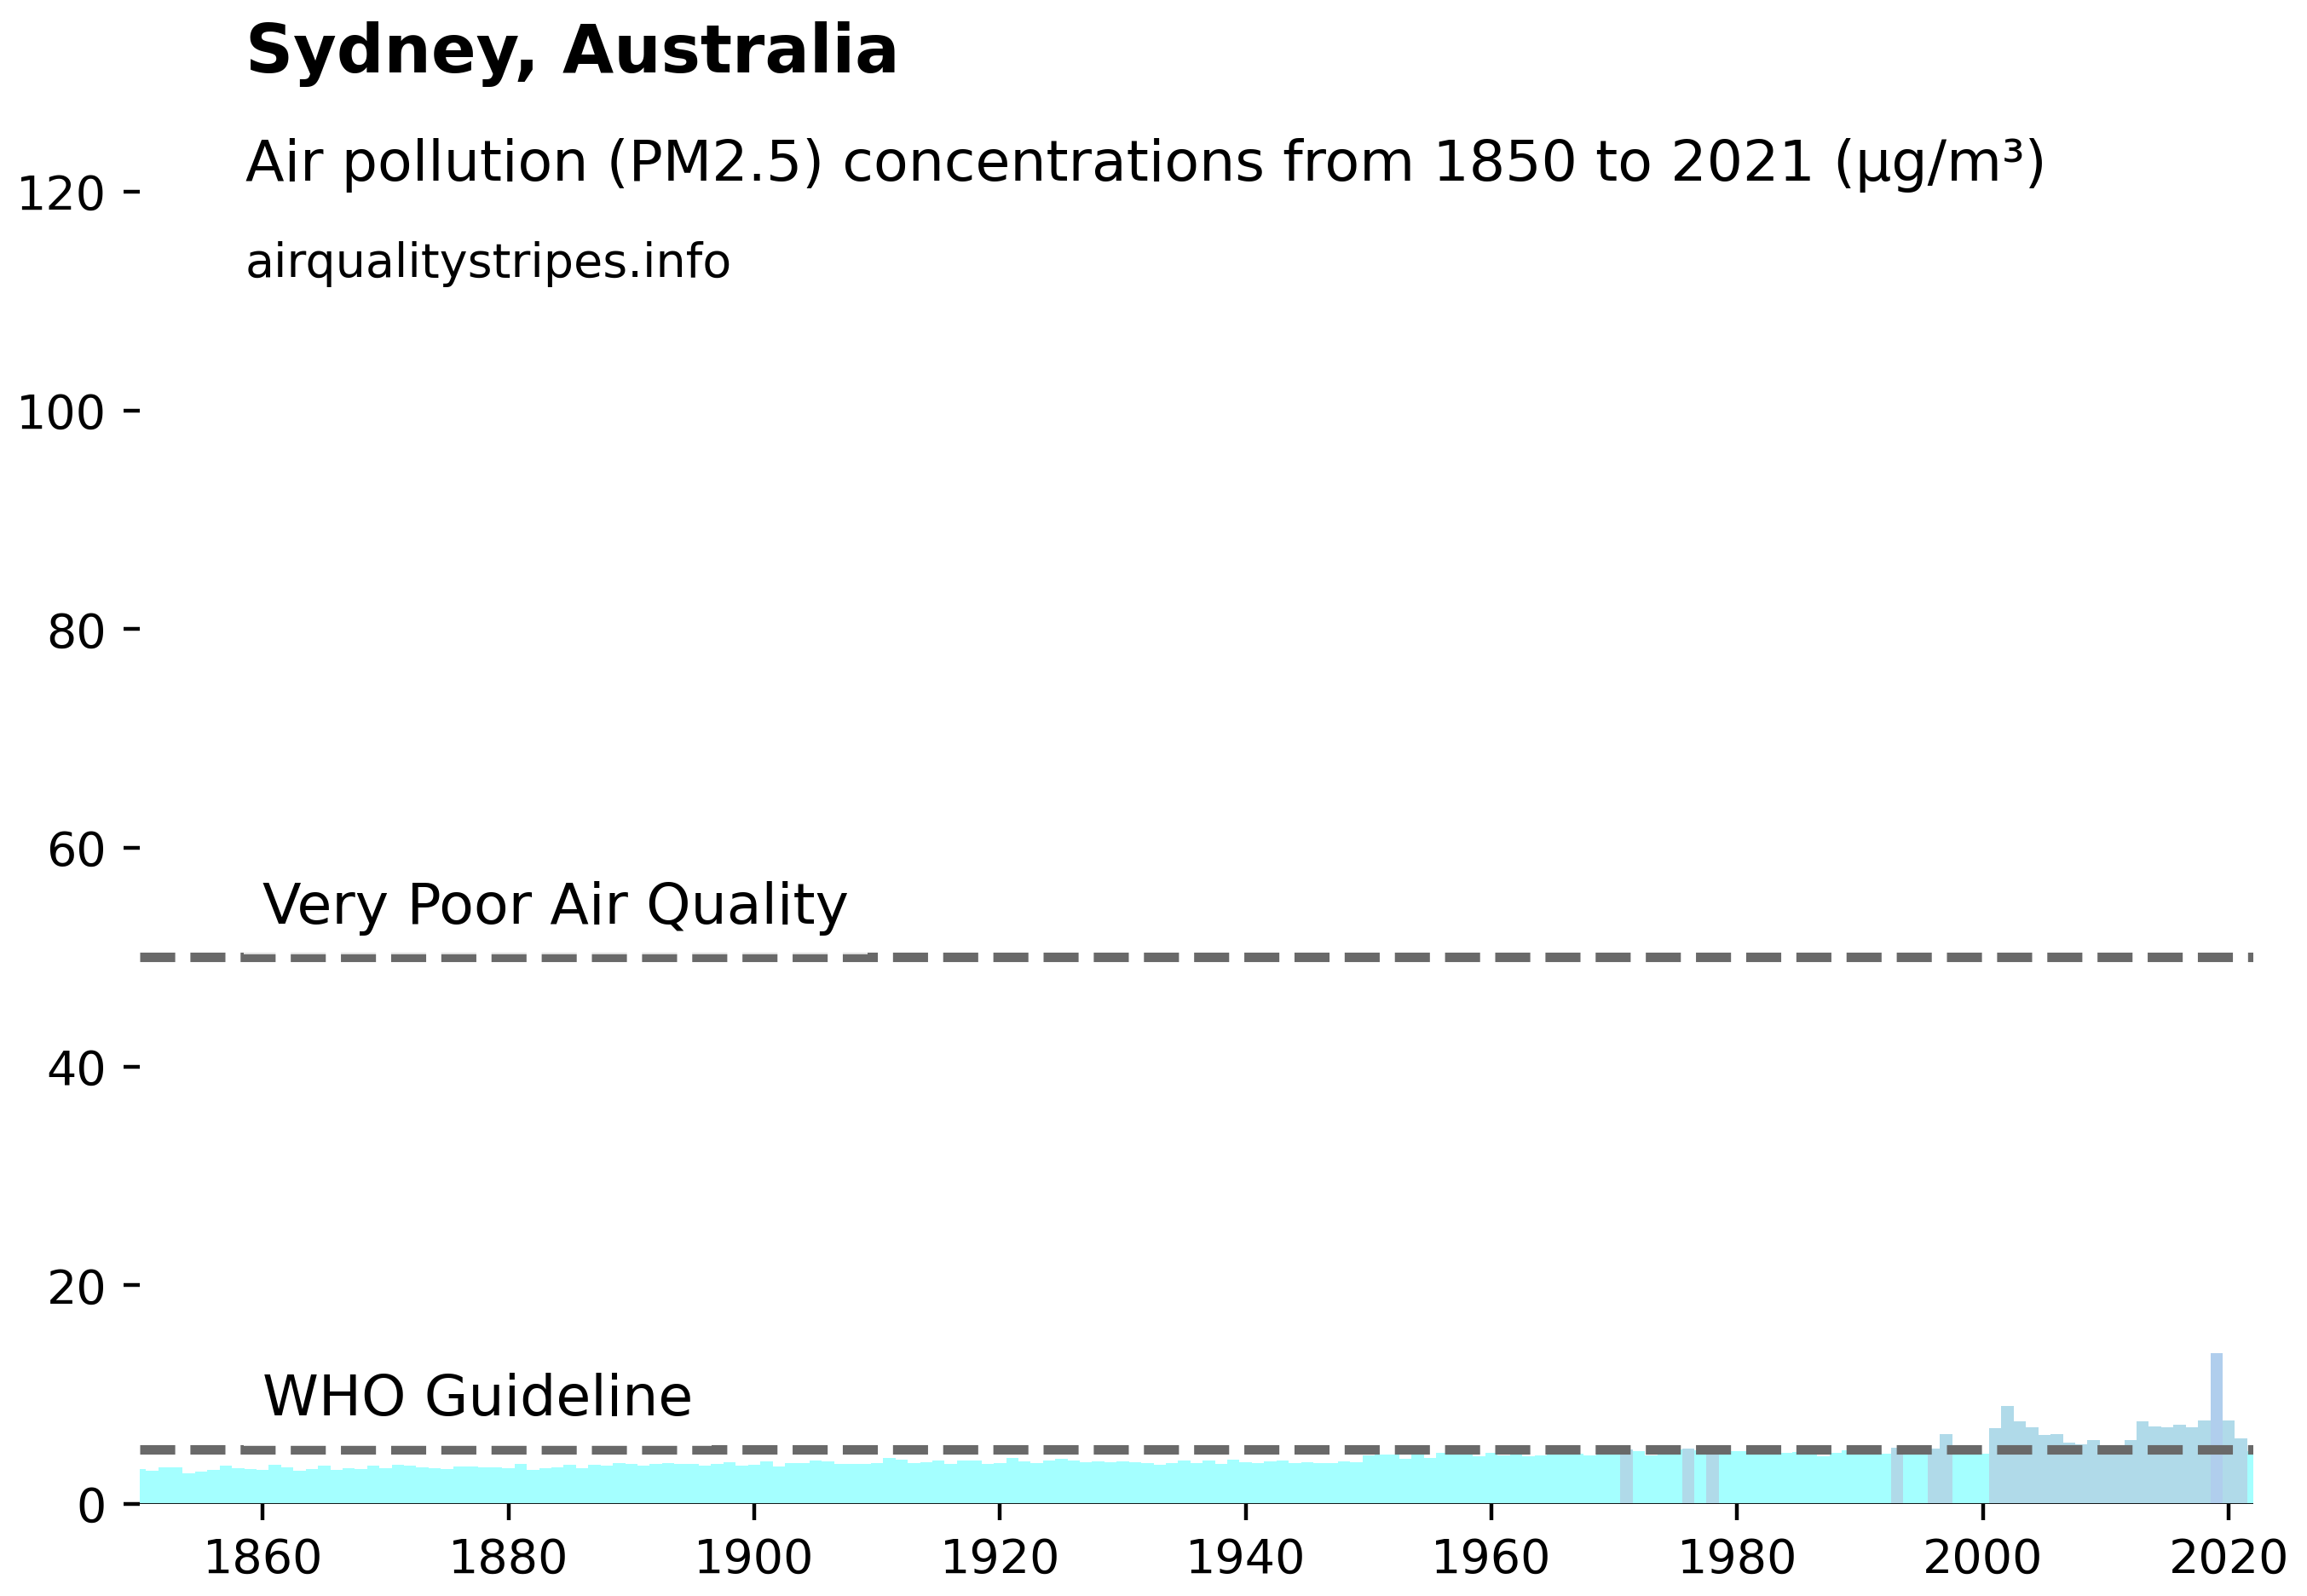 Sydney, Australia
Air pollution (PM2.5) concentrations from 1850 to 2021 (µg/m³)
airqualitystripes.info
120
100
80
60
Very Poor Air Quality
40
20
WHO Guideline
0
1860 1880 1900 1920 1940 1960 1980 2000 2020